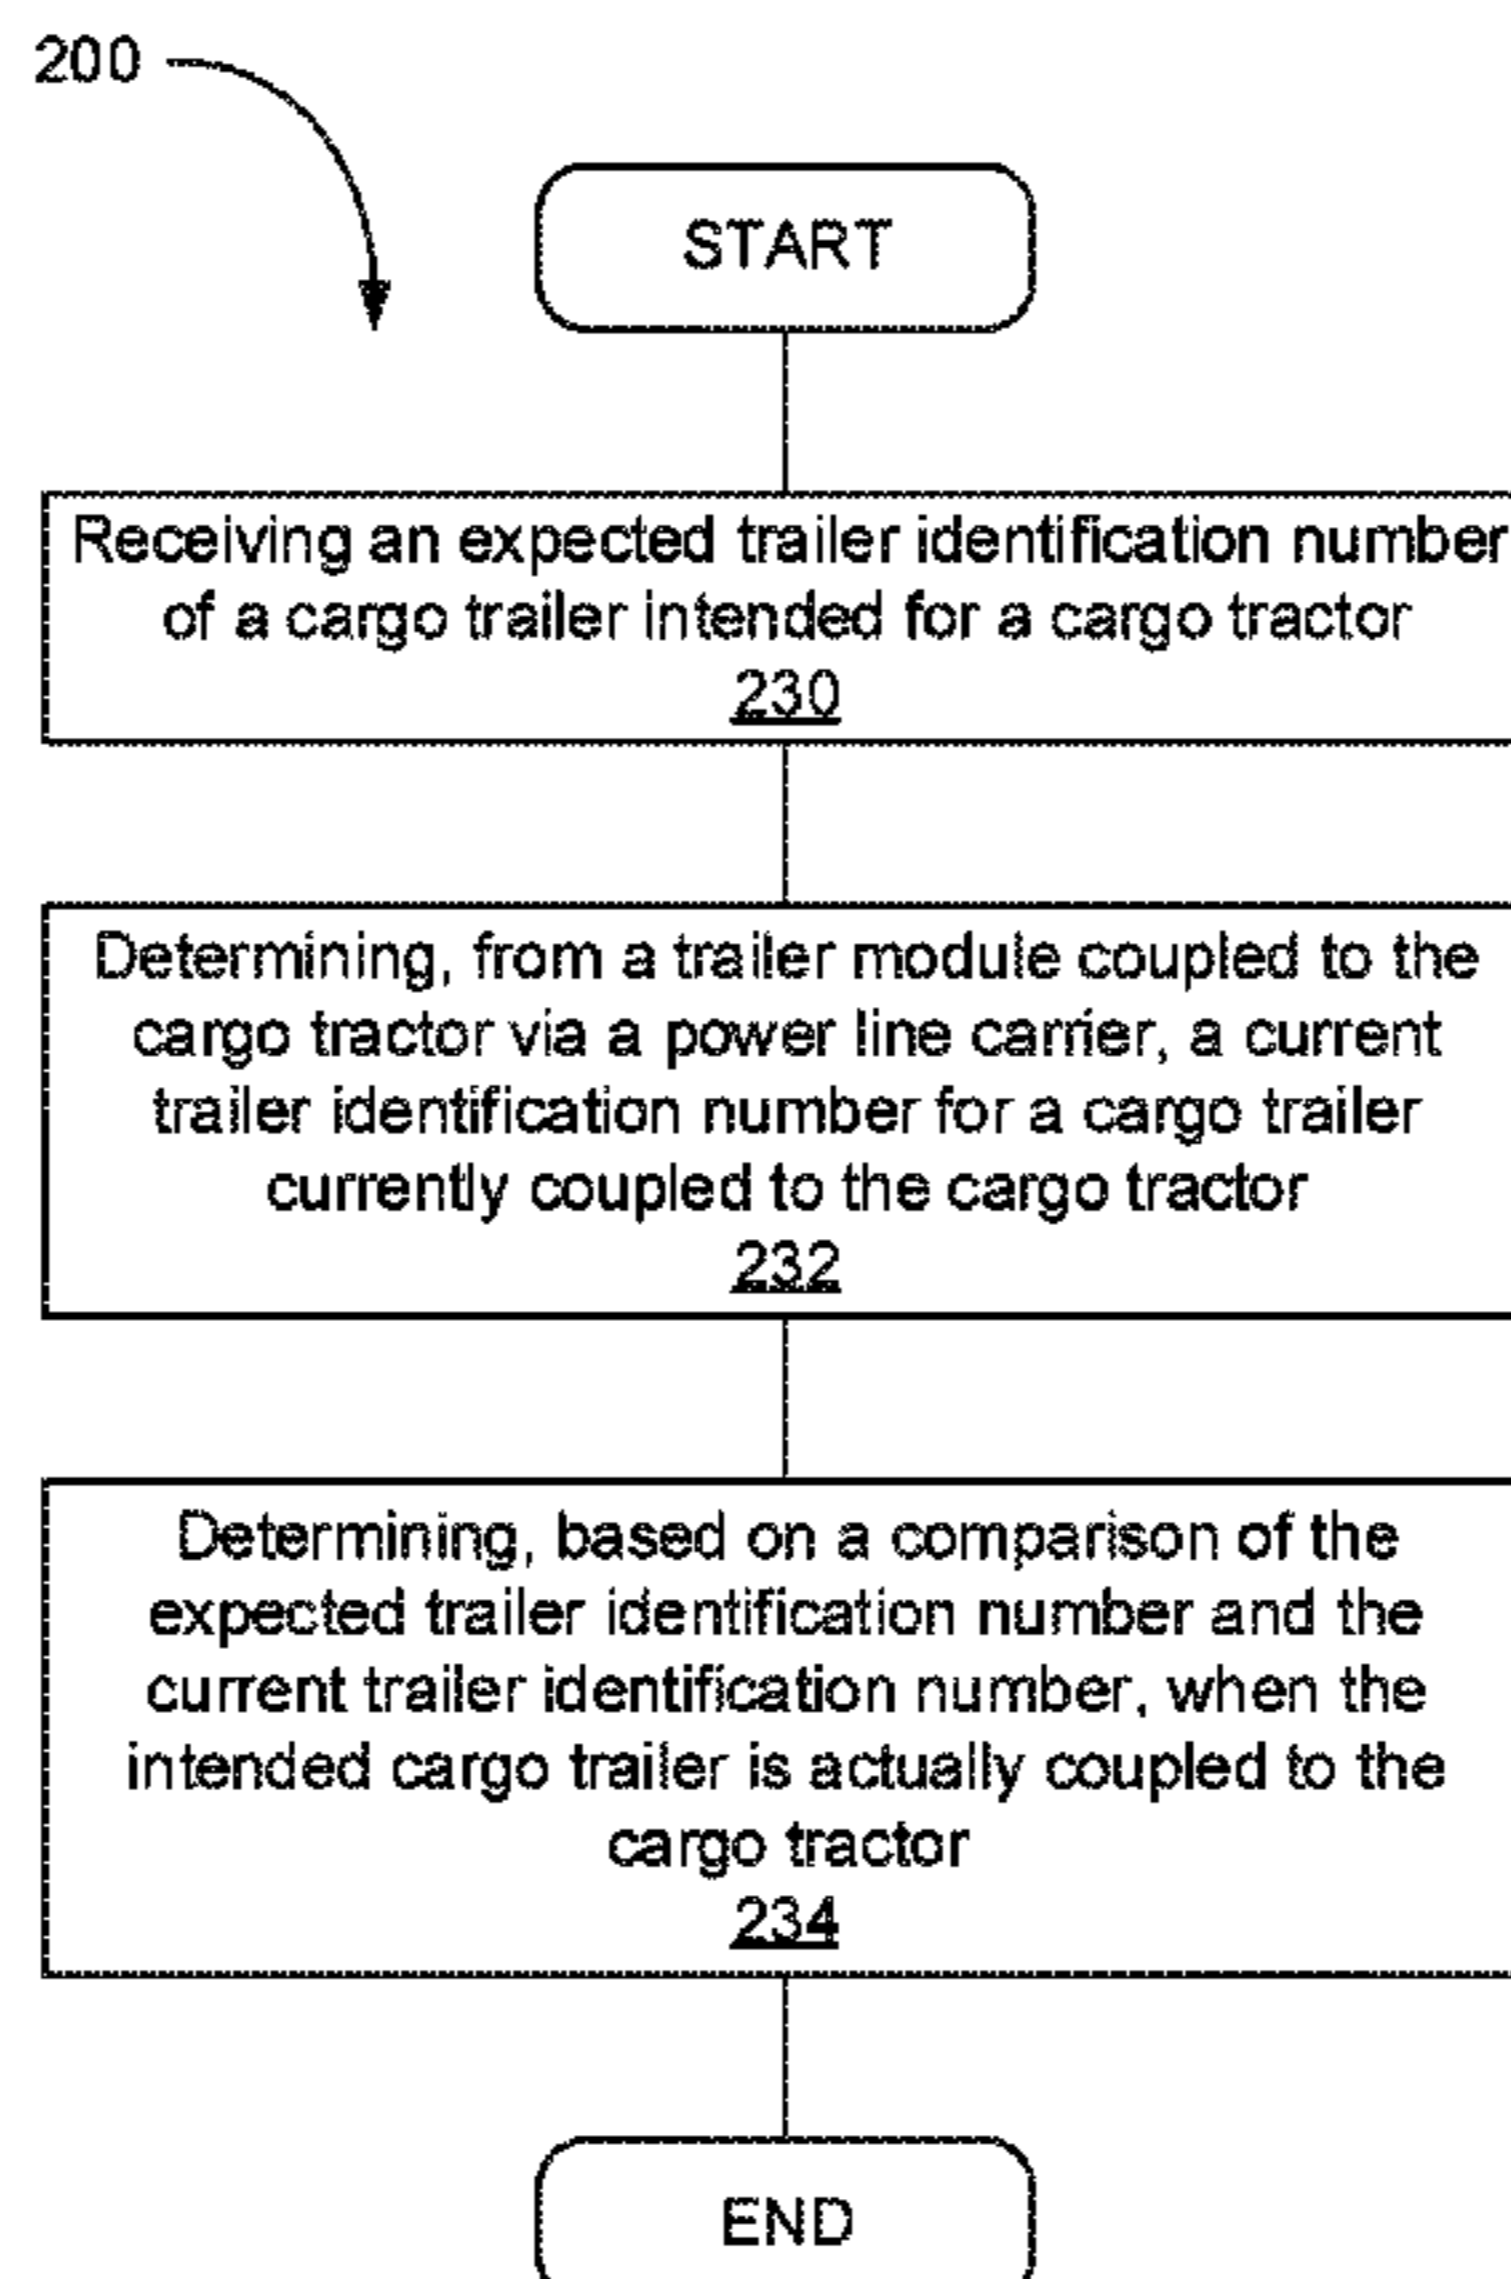 200
START
Receiving an expected trailer identification number
of a cargo trailer intended for a cargo tractor
230
Determining, from a trailer module coupled to the
cargo tractor via a power line carrier, a current
trailer identification number for a cargo trailer
currently coupled to the cargo tractor
232
Determining, based on a comparison of the
expected trailer identification number and the
current trailer identification number, when the
intended cargo trailer is actually coupled to the
cargo tractor
234
END